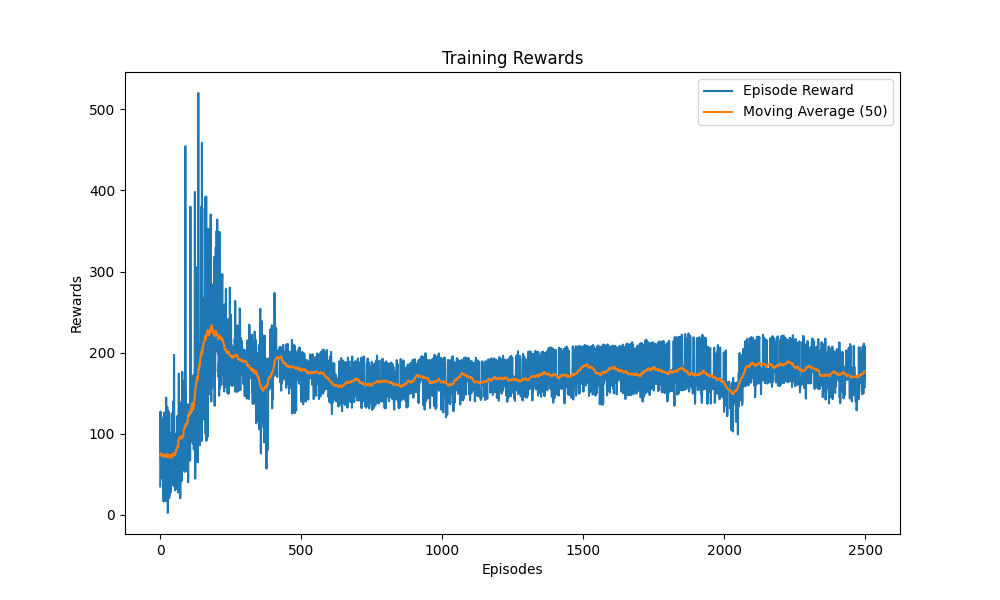 Training Rewards
Episode Reward
Moving Average (50)
Rewards
500
400
300
200
100
0
0 500 1000 1500 2000 2500
Episodes